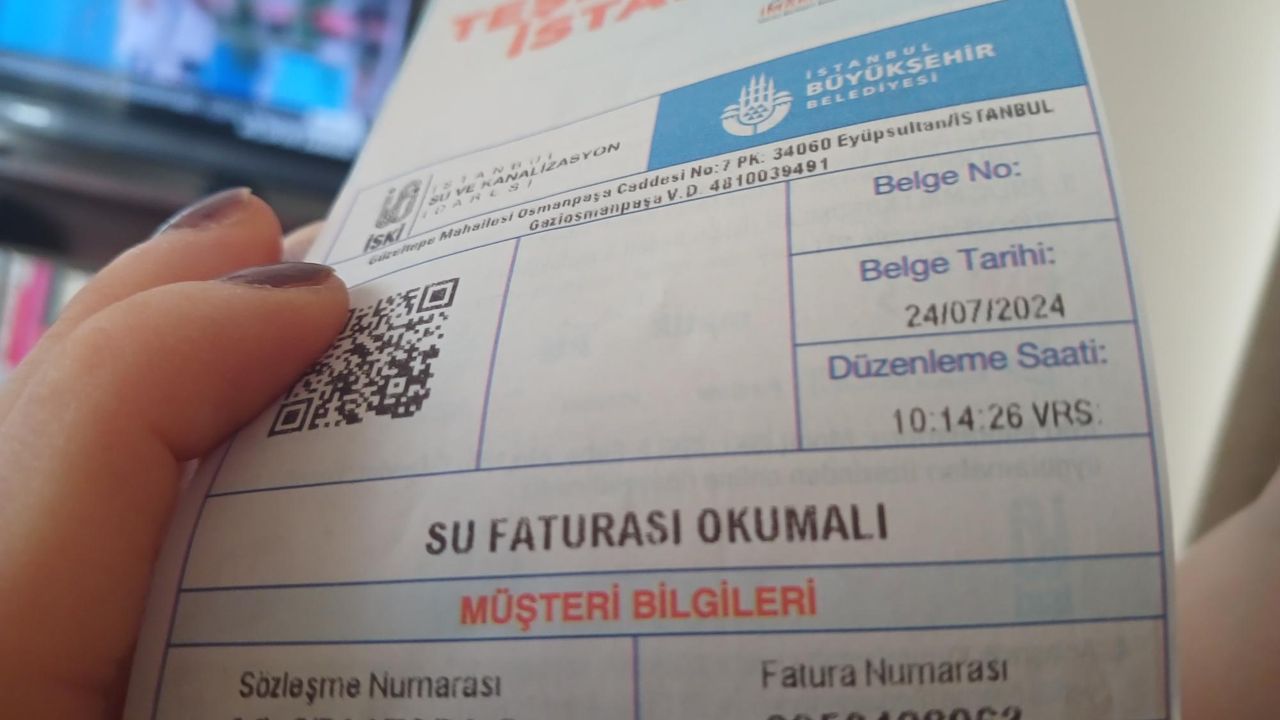 İSTANBUL
BÜYÜKŞEHİR
BELEDİYESİ
İSTANBUL
SU VE KANALİZASYON
İDARESİ
İSKİ
Güzeltepe Mahallesi Osmanpaşa Caddesi No:7 PK: 34060 Eyüpsultan/İSTANBUL
Gaziosmanpaşa V.D. 4810039491
Belge No:
Belge Tarihi:
24/07/2024
Düzenleme Saati:
10:14:26 VRS:
SU FATURASI OKUMALI
MÜŞTERİ BİLGİLERİ
Sözleşme Numarası
Fatura Numarası